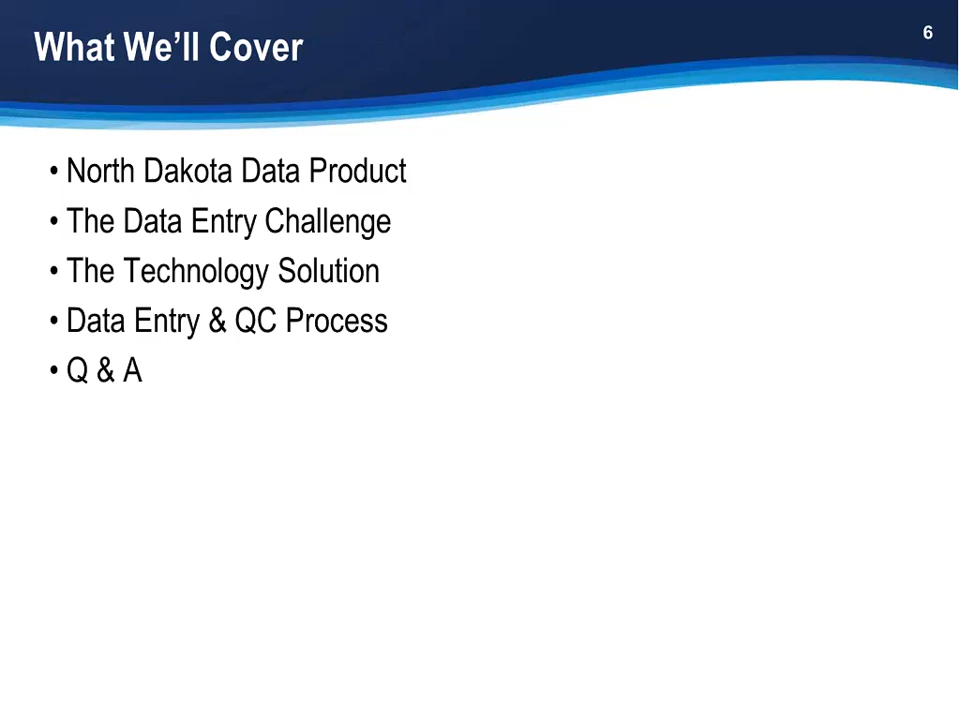 What We’ll Cover
6
• North Dakota Data Product
• The Data Entry Challenge
• The Technology Solution
• Data Entry & QC Process
• Q & A